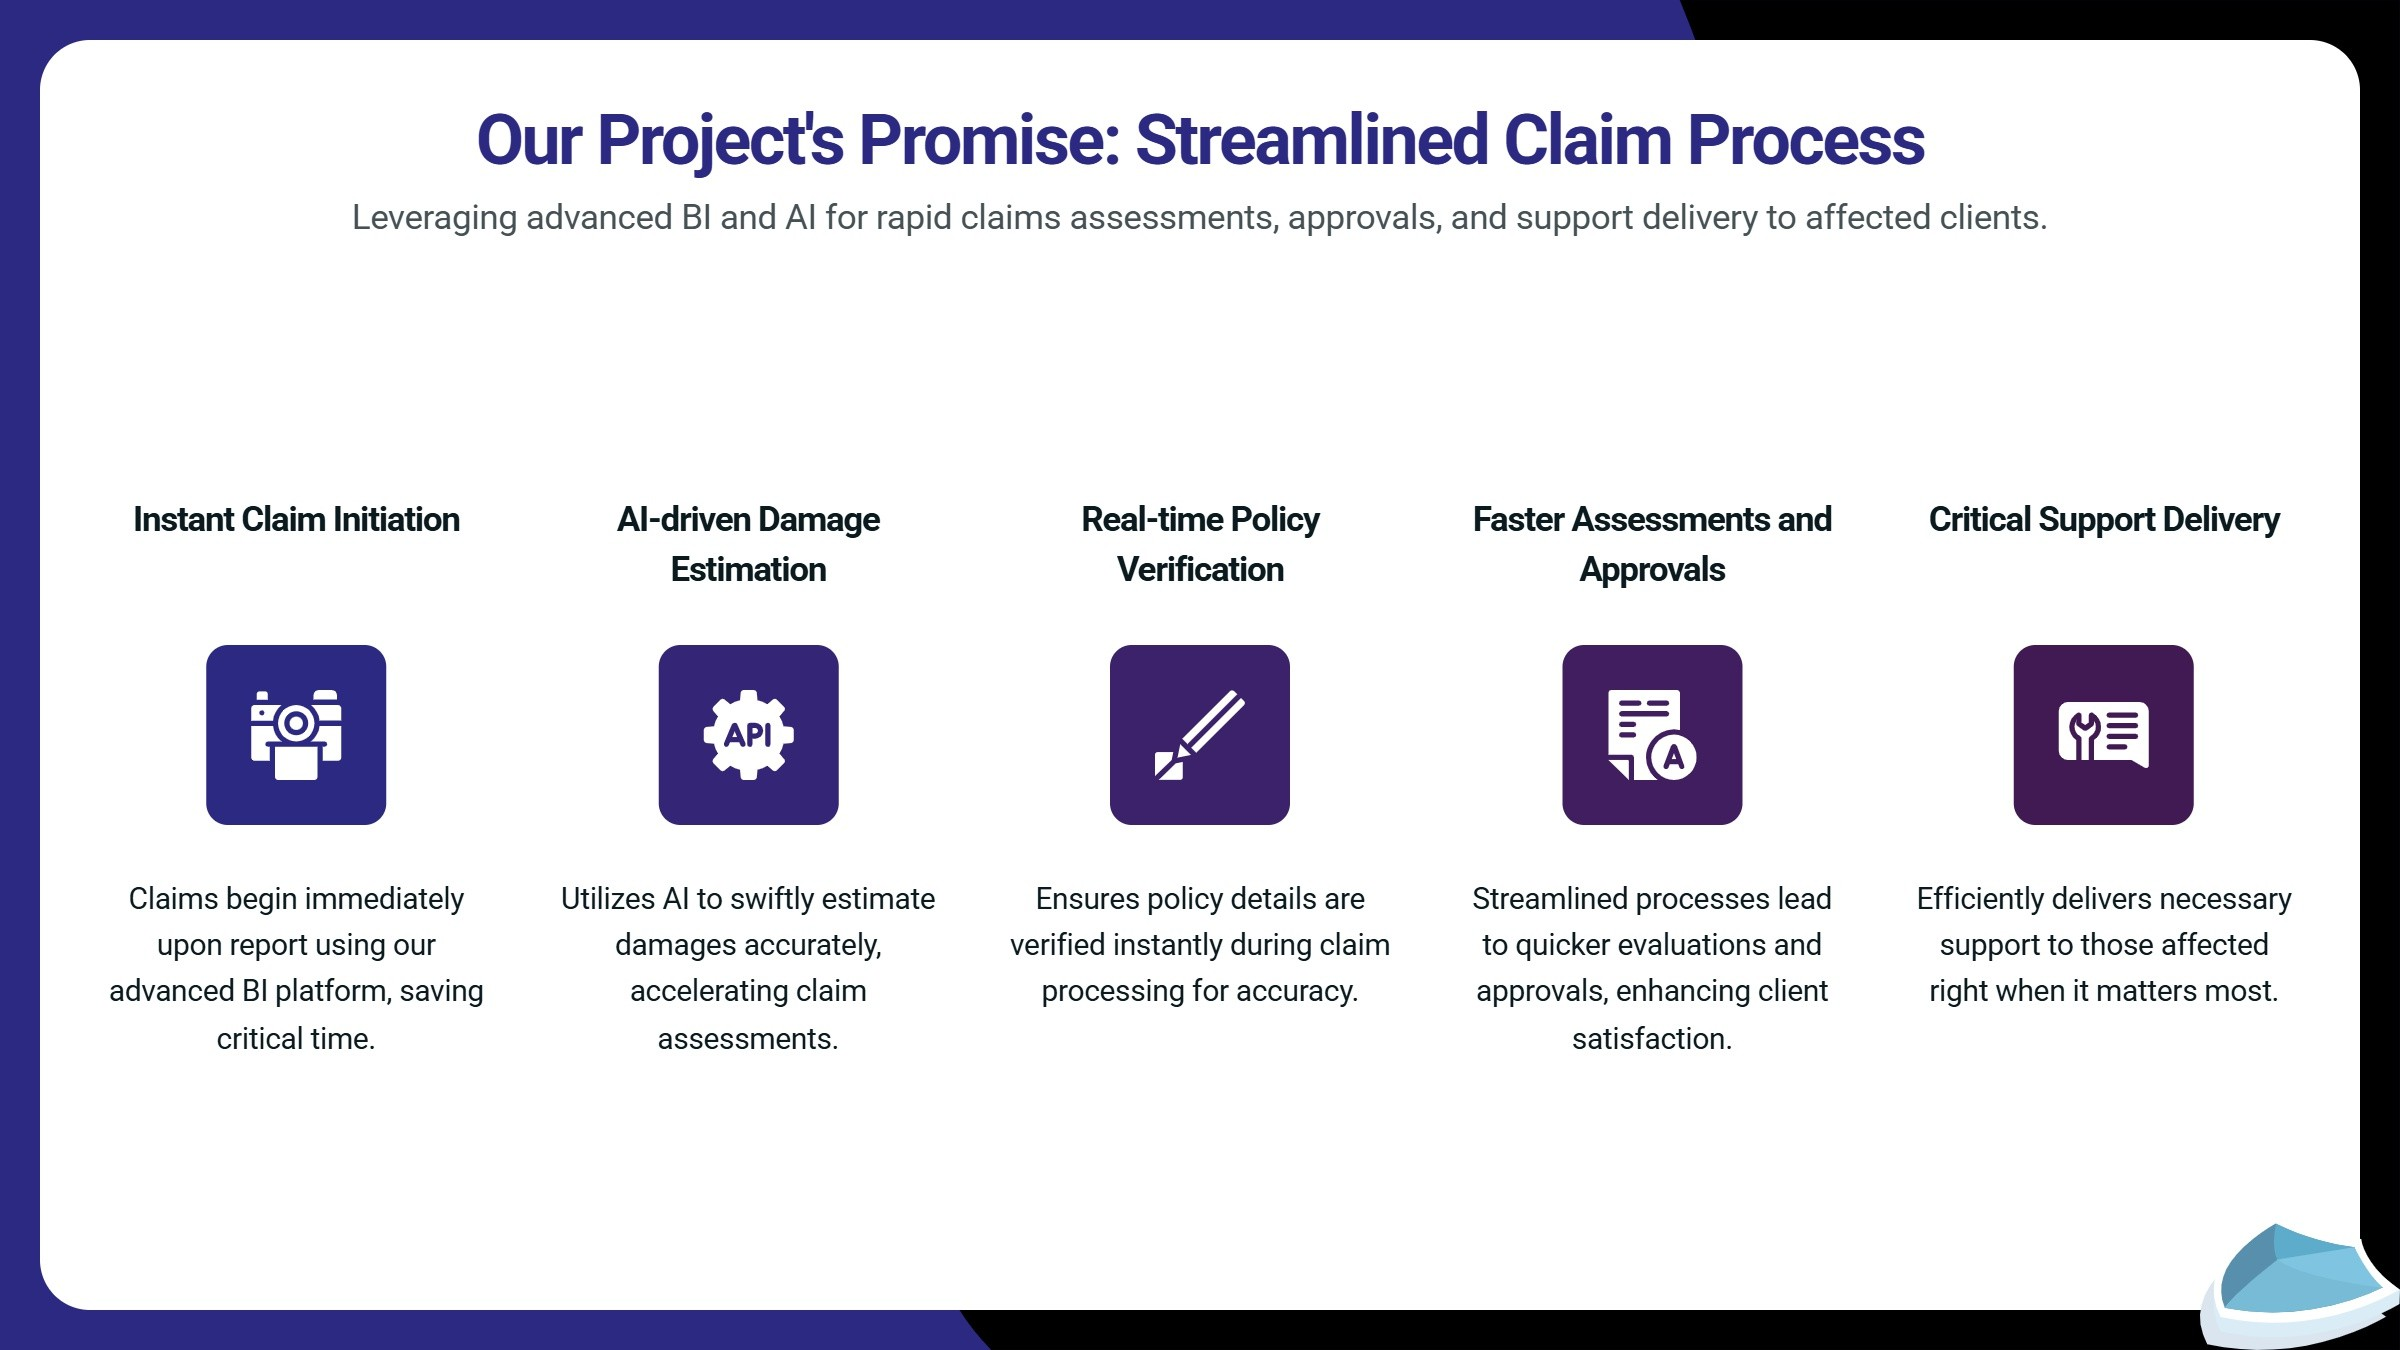 Our Project's Promise: Streamlined Claim Process
Leveraging advanced BI and AI for rapid claims assessments, approvals, and support delivery to affected clients.
Instant Claim Initiation
Claims begin immediately
upon report using our
advanced BI platform, saving
critical time.
AI-driven Damage
Estimation
API
Utilizes AI to swiftly estimate
damages accurately,
accelerating claim
assessments.
Real-time Policy
Verification
Ensures policy details are
verified instantly during claim
processing for accuracy.
Faster Assessments and
Approvals
A
Streamlined processes lead
to quicker evaluations and
approvals, enhancing client
satisfaction.
Critical Support Delivery
Efficiently delivers necessary
support to those affected
right when it matters most.